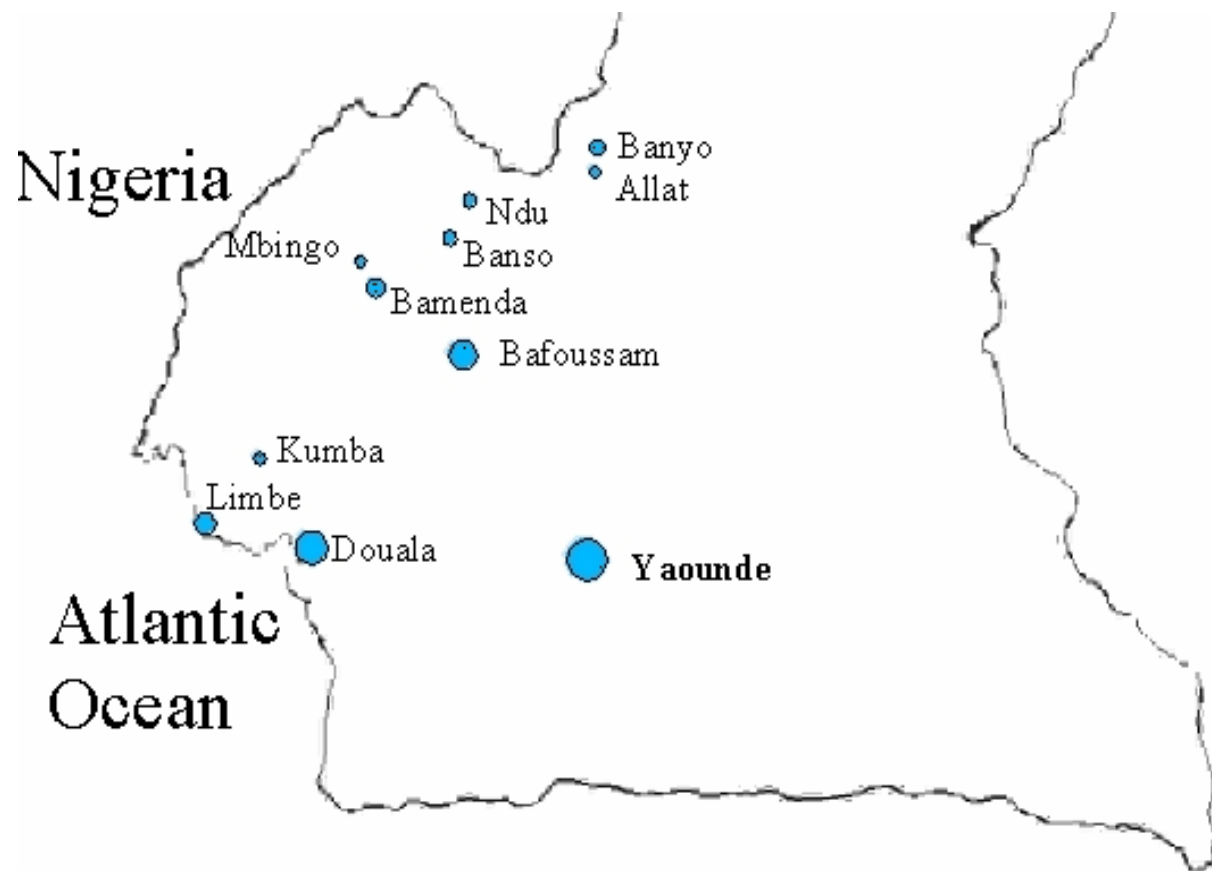 Banyo
Nigeria
Allat
Ndu
Mbingo
Banso
Bamenda
Bafoussam
Kumba
Limbe
Douala
Yaounde
Atlantic
Ocean